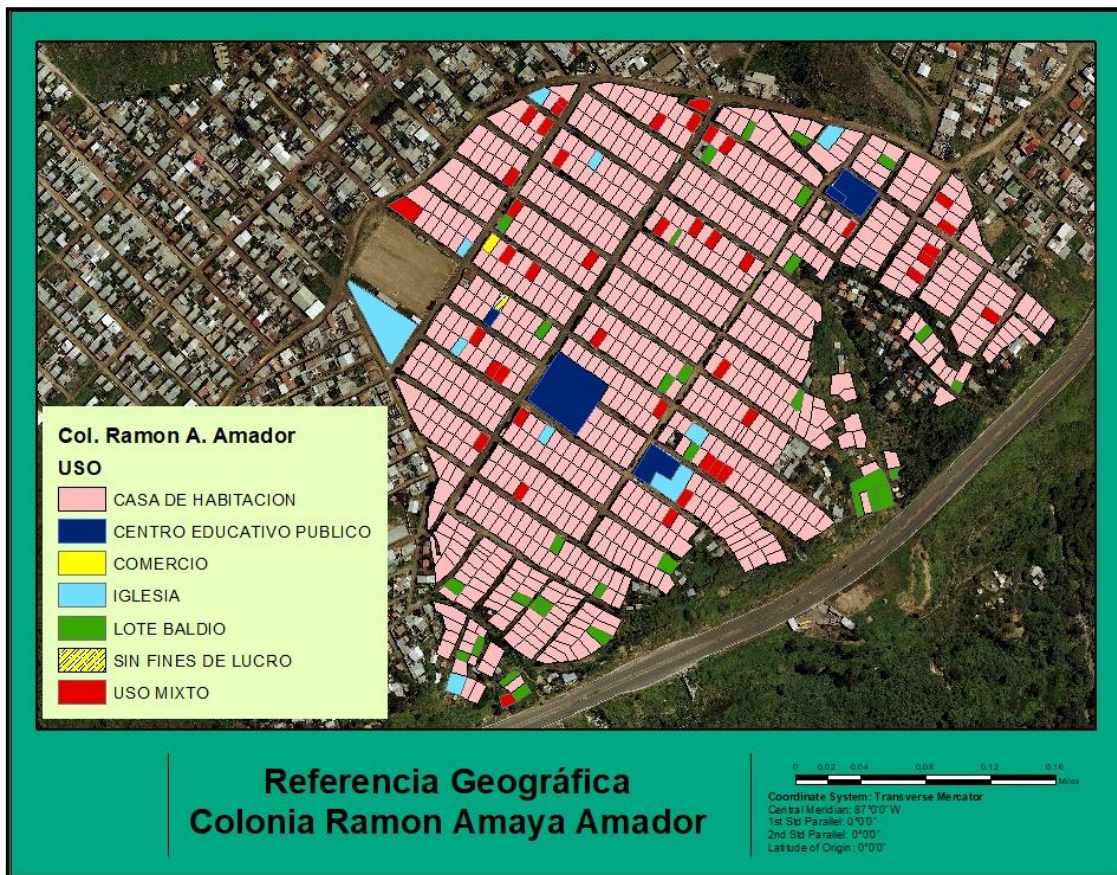 Col. Ramon A. Amador
USO
CASA DE HABITACION
CENTRO EDUCATIVO PUBLICO
COMERCIO
IGLESIA
LOTE BALDIO
SIN FINES DE LUCRO
USO MIXTO
Referencia Geográfica
Colonia Ramon Amaya Amador
0 0.02 0.04 0.08 0.12 0.16
Miles
Coordinate System: Transverse Mercator
Central Meridian: 87°0'0" W
1st Std Parallel: 0°0'0"
2nd Std Parallel: 0°0'0"
Latitude of Origin: 0°0'0"